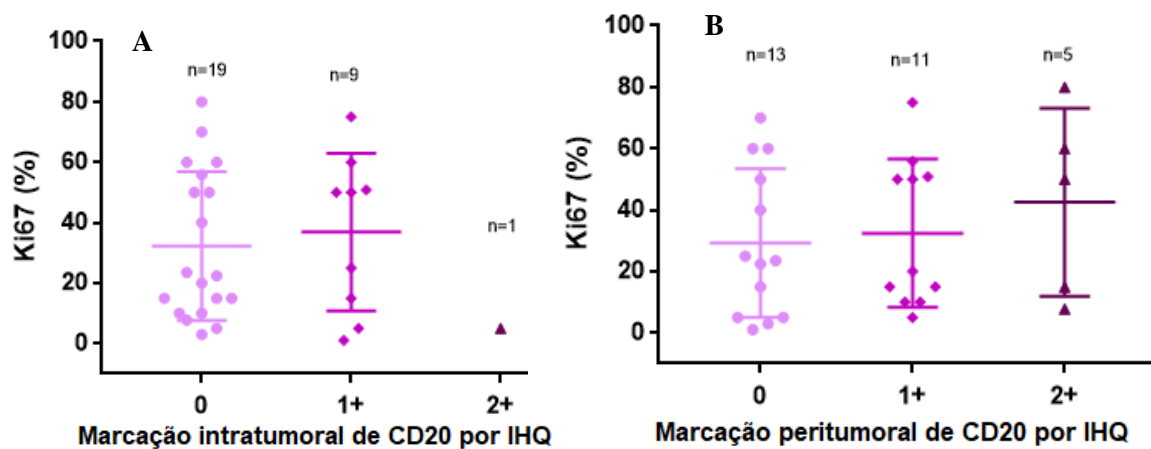 A
n=19
n=9
n=1
Ki67 (%)
100
80
60
40
20
0
0
1+
2+
Marcação intratumoral de CD20 por IHQ
B
n=13
n=11
n=5
Ki67 (%)
100
80
60
40
20
0
0
1+
2+
Marcação peritumoral de CD20 por IHQ